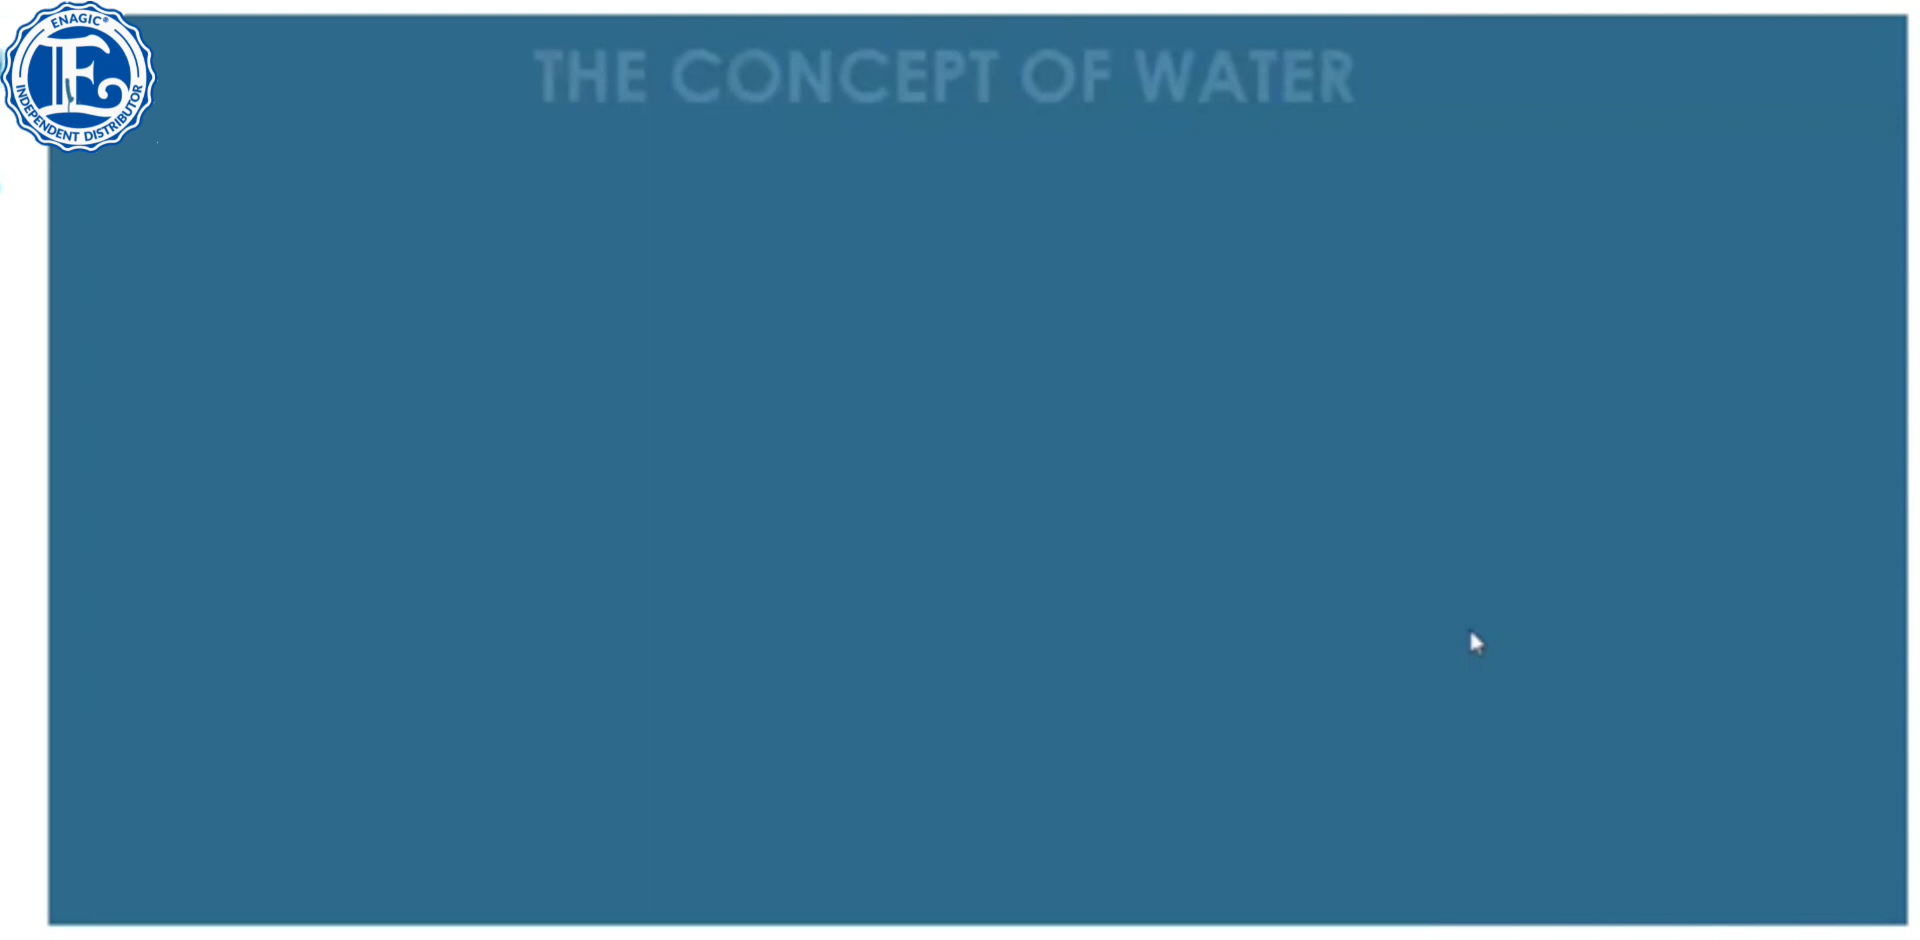 ENAGIC®
E
INDEPENDENT DISTRIBUTOR
THE CONCEPT OF WATER